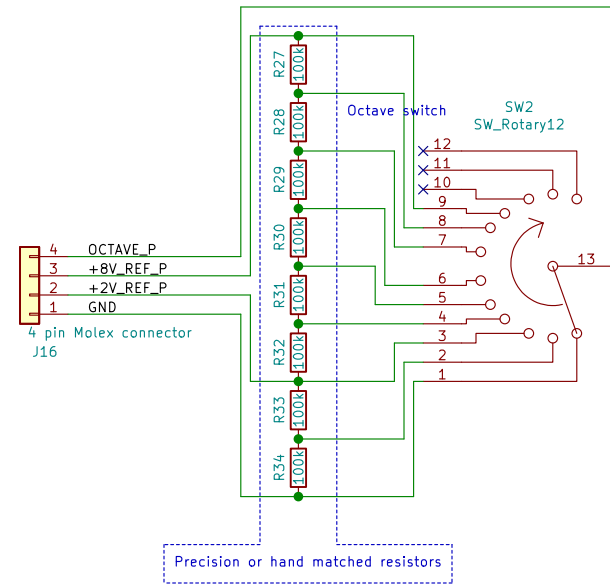 R27
100k
R28
100k
R29
100k
R30
100k
R31
100k
R32
100k
R33
100k
R34
100k
Octave switch
SW2
SW_Rotary12
12
11
10
9
8
7
6
5
4
3
2
1
13
4 OCTAVE_P
3 +8V_REF_P
2 +2V_REF_P
1 GND
4 pin Molex connector
J16
Precision or hand matched resistors